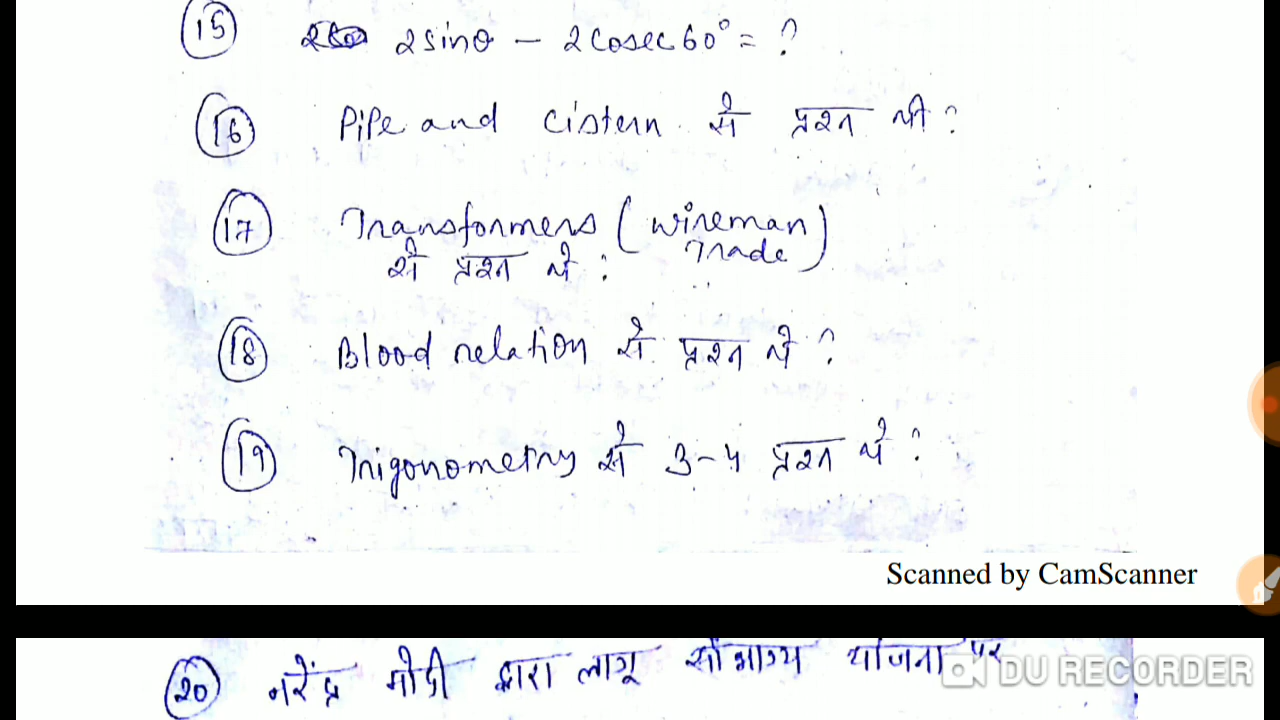 15 2sinθ - 2cosec60° = ?
16 Pipe and cistern से प्रश्न थी ?
17 Transformers (wireman
Trade)
से प्रश्न थे ?
18 Blood relation से प्रश्न थे ?
19 Trigonometry से 3-4 प्रश्न थे ?
Scanned by CamScanner
20 नरेंद्र मोदी द्वारा लागू सौभाग्य योजना पर
DU RECORDER